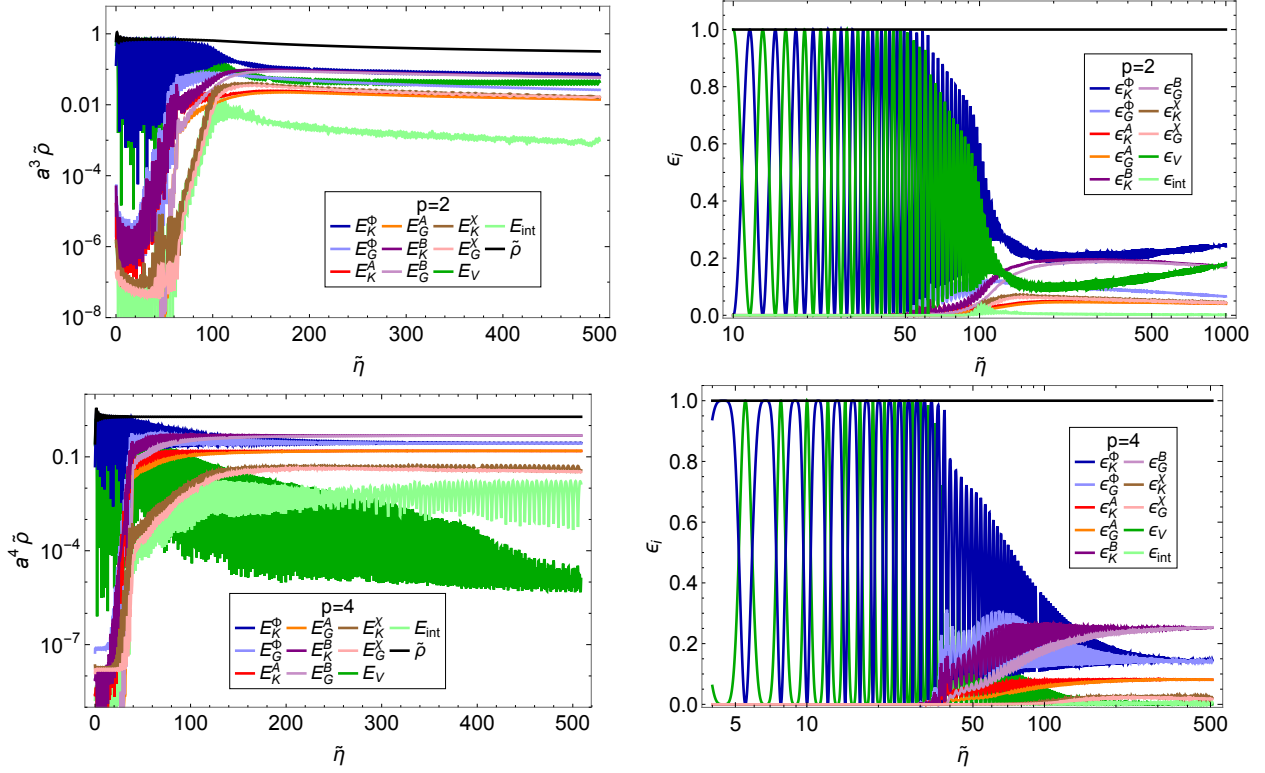 1
0.01
10⁻⁴
10⁻⁶
10⁻⁸
a³ ρ̃
0 100 200 300 400 500
η̃
p=2
E_K^Φ E_G^A E_K^χ E_int
E_G^Φ E_K^B E_G^χ ρ̃
E_K^A E_G^B E_V
1.0
0.8
0.6
0.4
0.2
0.0
ϵ_i
10 50 100 500 1000
η̃
p=2
ϵ_K^Φ ϵ_G^B
ϵ_G^Φ ϵ_K^χ
ϵ_K^A ϵ_G^χ
ϵ_G^A ϵ_V
ϵ_K^B ϵ_int
0.1
10⁻⁴
10⁻⁷
a⁴ ρ̃
0 100 200 300 400 500
η̃
p=4
E_K^Φ E_G^A E_K^χ E_int
E_G^Φ E_K^B E_G^χ ρ̃
E_K^A E_G^B E_V
1.0
0.8
0.6
0.4
0.2
0.0
ϵ_i
5 10 50 100 500
η̃
p=4
ϵ_K^Φ ϵ_G^B
ϵ_G^Φ ϵ_K^χ
ϵ_K^A ϵ_G^χ
ϵ_G^A ϵ_V
ϵ_K^B ϵ_int